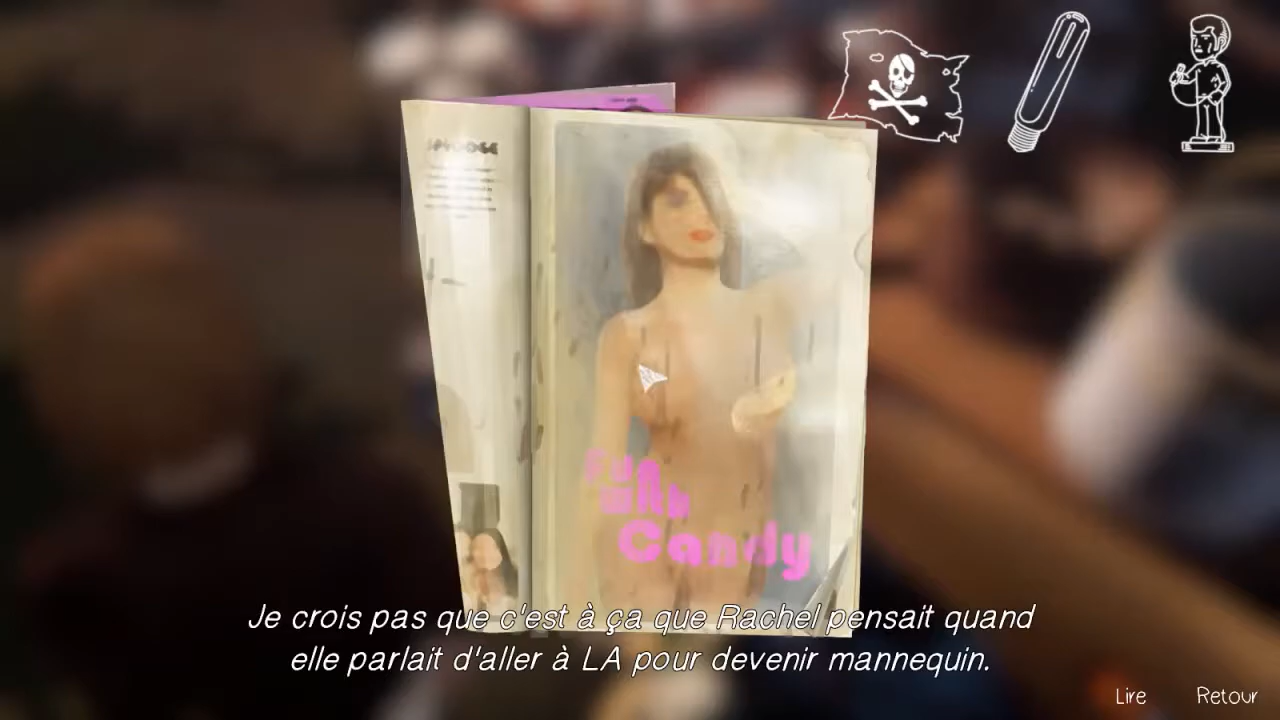 Fun
With
Candy
Je crois pas que c'est à ça que Rachel pensait quand
elle parlait d'aller à LA pour devenir mannequin.
Lire Retour